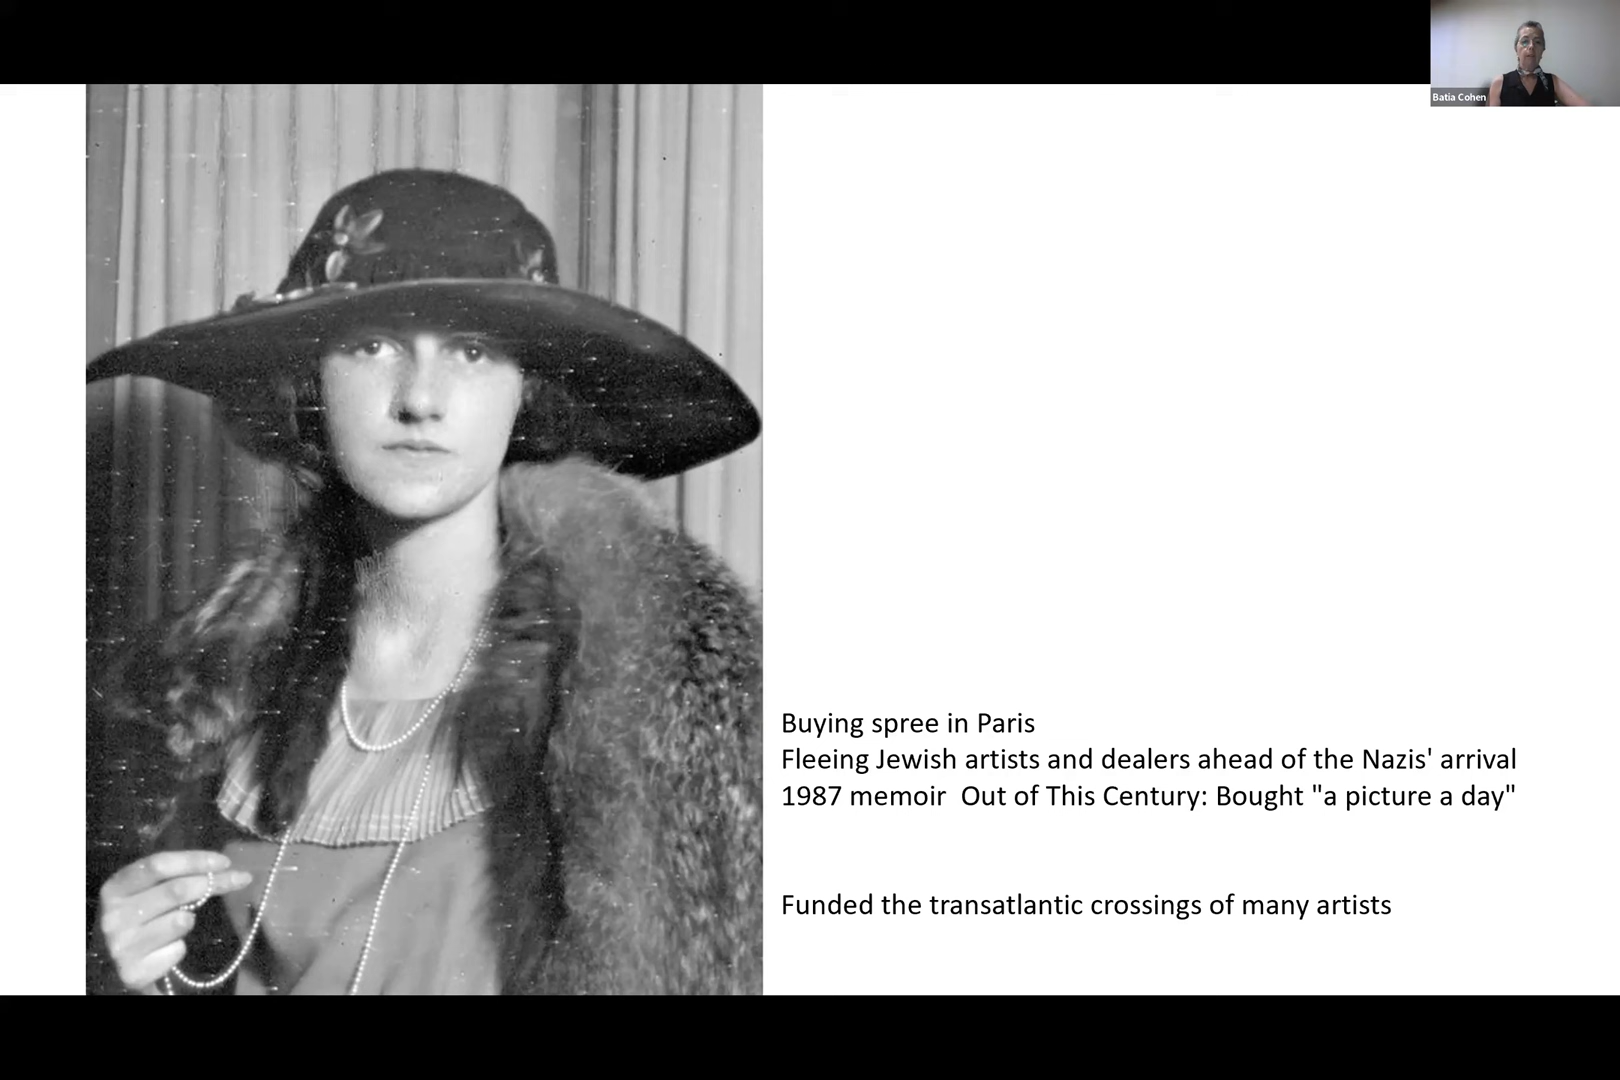 Batia Cohen
Buying spree in Paris
Fleeing Jewish artists and dealers ahead of the Nazis' arrival
1987 memoir  Out of This Century: Bought "a picture a day"
Funded the transatlantic crossings of many artists